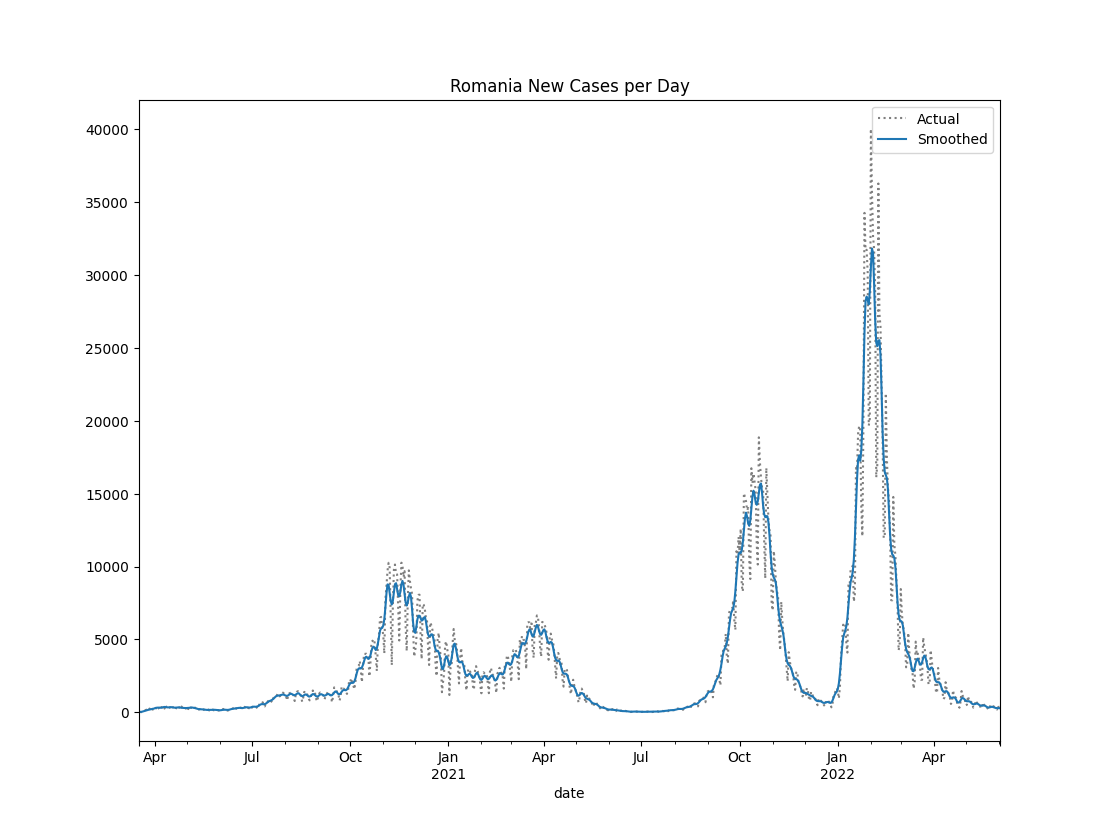 Romania New Cases per Day
Actual
Smoothed
40000
35000
30000
25000
20000
15000
10000
5000
0
Apr Jul Oct Jan Apr Jul Oct Jan Apr
2021 2022
date